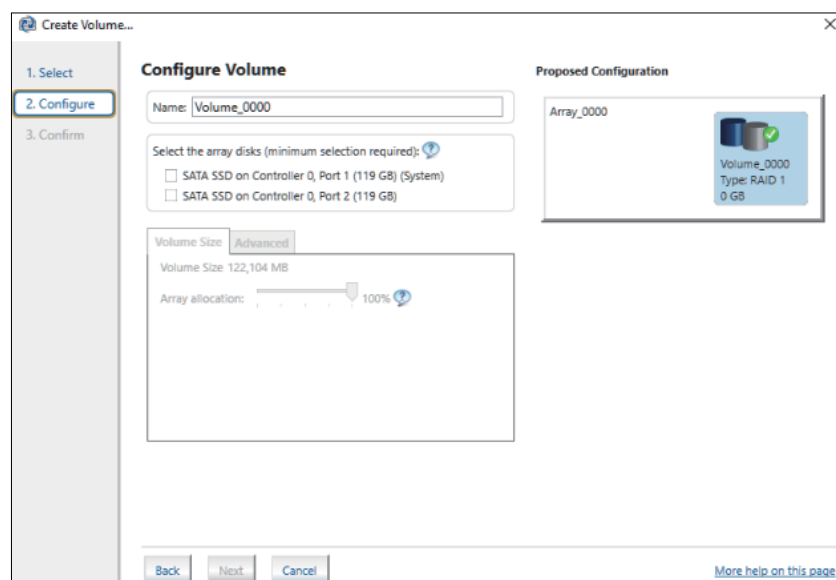 Create Volume...
1. Select
2. Configure
3. Confirm
Configure Volume
Name: Volume_0000
Select the array disks (minimum selection required):
SATA SSD on Controller 0, Port 1 (119 GB) (System)
SATA SSD on Controller 0, Port 2 (119 GB)
Volume Size Advanced
Volume Size 122,104 MB
Array allocation: 100%
Proposed Configuration
Array_0000
Volume_0000
Type: RAID 1
0 GB
Back Next Cancel
More help on this page